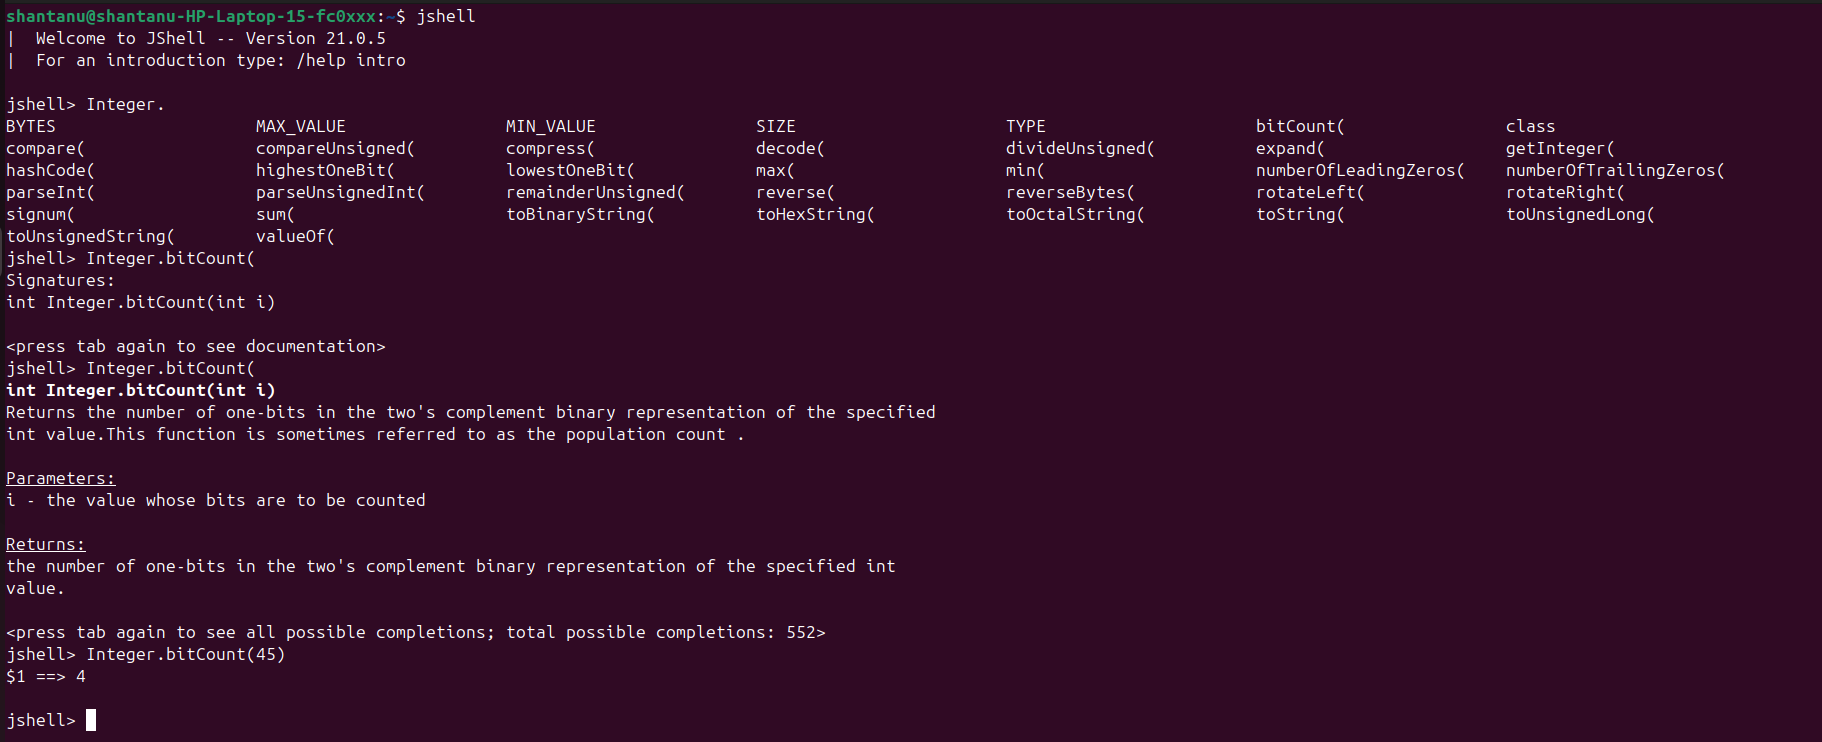 shantanu@shantanu-HP-Laptop-15-fc0xxx:~$ jshell
|  Welcome to JShell -- Version 21.0.5
|  For an introduction type: /help intro
jshell> Integer.
BYTES                    MAX_VALUE                MIN_VALUE                SIZE                     TYPE                     bitCount(                class
compare(                 compareUnsigned(         compress(                decode(                  divideUnsigned(          expand(                  getInteger(
hashCode(                highestOneBit(           lowestOneBit(            max(                     min(                     numberOfLeadingZeros(    numberOfTrailingZeros(
parseInt(                parseUnsignedInt(        remainderUnsigned(       reverse(                 reverseBytes(            rotateLeft(              rotateRight(
signum(                  sum(                     toBinaryString(          toHexString(             toOctalString(           toString(                toUnsignedLong(
toUnsignedString(        valueOf(
jshell> Integer.bitCount(
Signatures:
int Integer.bitCount(int i)
<press tab again to see documentation>
jshell> Integer.bitCount(
int Integer.bitCount(int i)
Returns the number of one-bits in the two's complement binary representation of the specified
int value.This function is sometimes referred to as the population count .
Parameters:
i - the value whose bits are to be counted
Returns:
the number of one-bits in the two's complement binary representation of the specified int
value.
<press tab again to see all possible completions; total possible completions: 552>
jshell> Integer.bitCount(45)
$1 ==> 4
jshell>